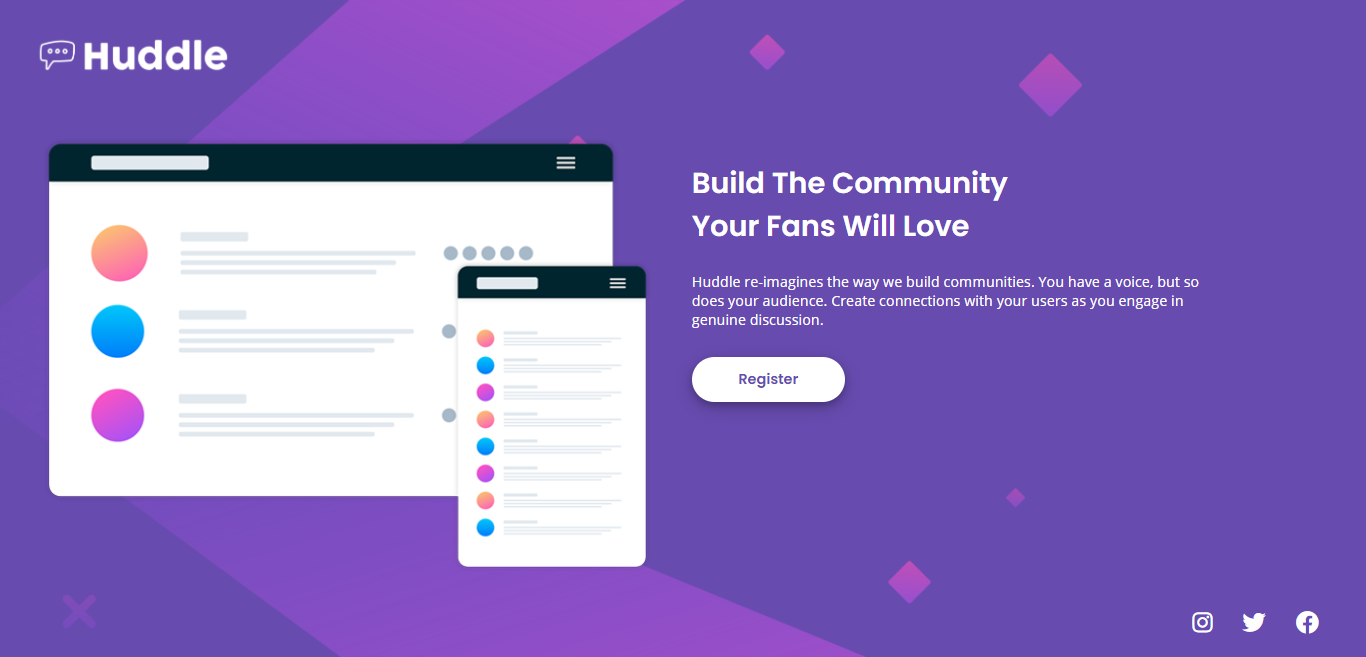 Huddle
Build The Community
Your Fans Will Love
Huddle re-imagines the way we build communities. You have a voice, but so
does your audience. Create connections with your users as you engage in
genuine discussion.
Register